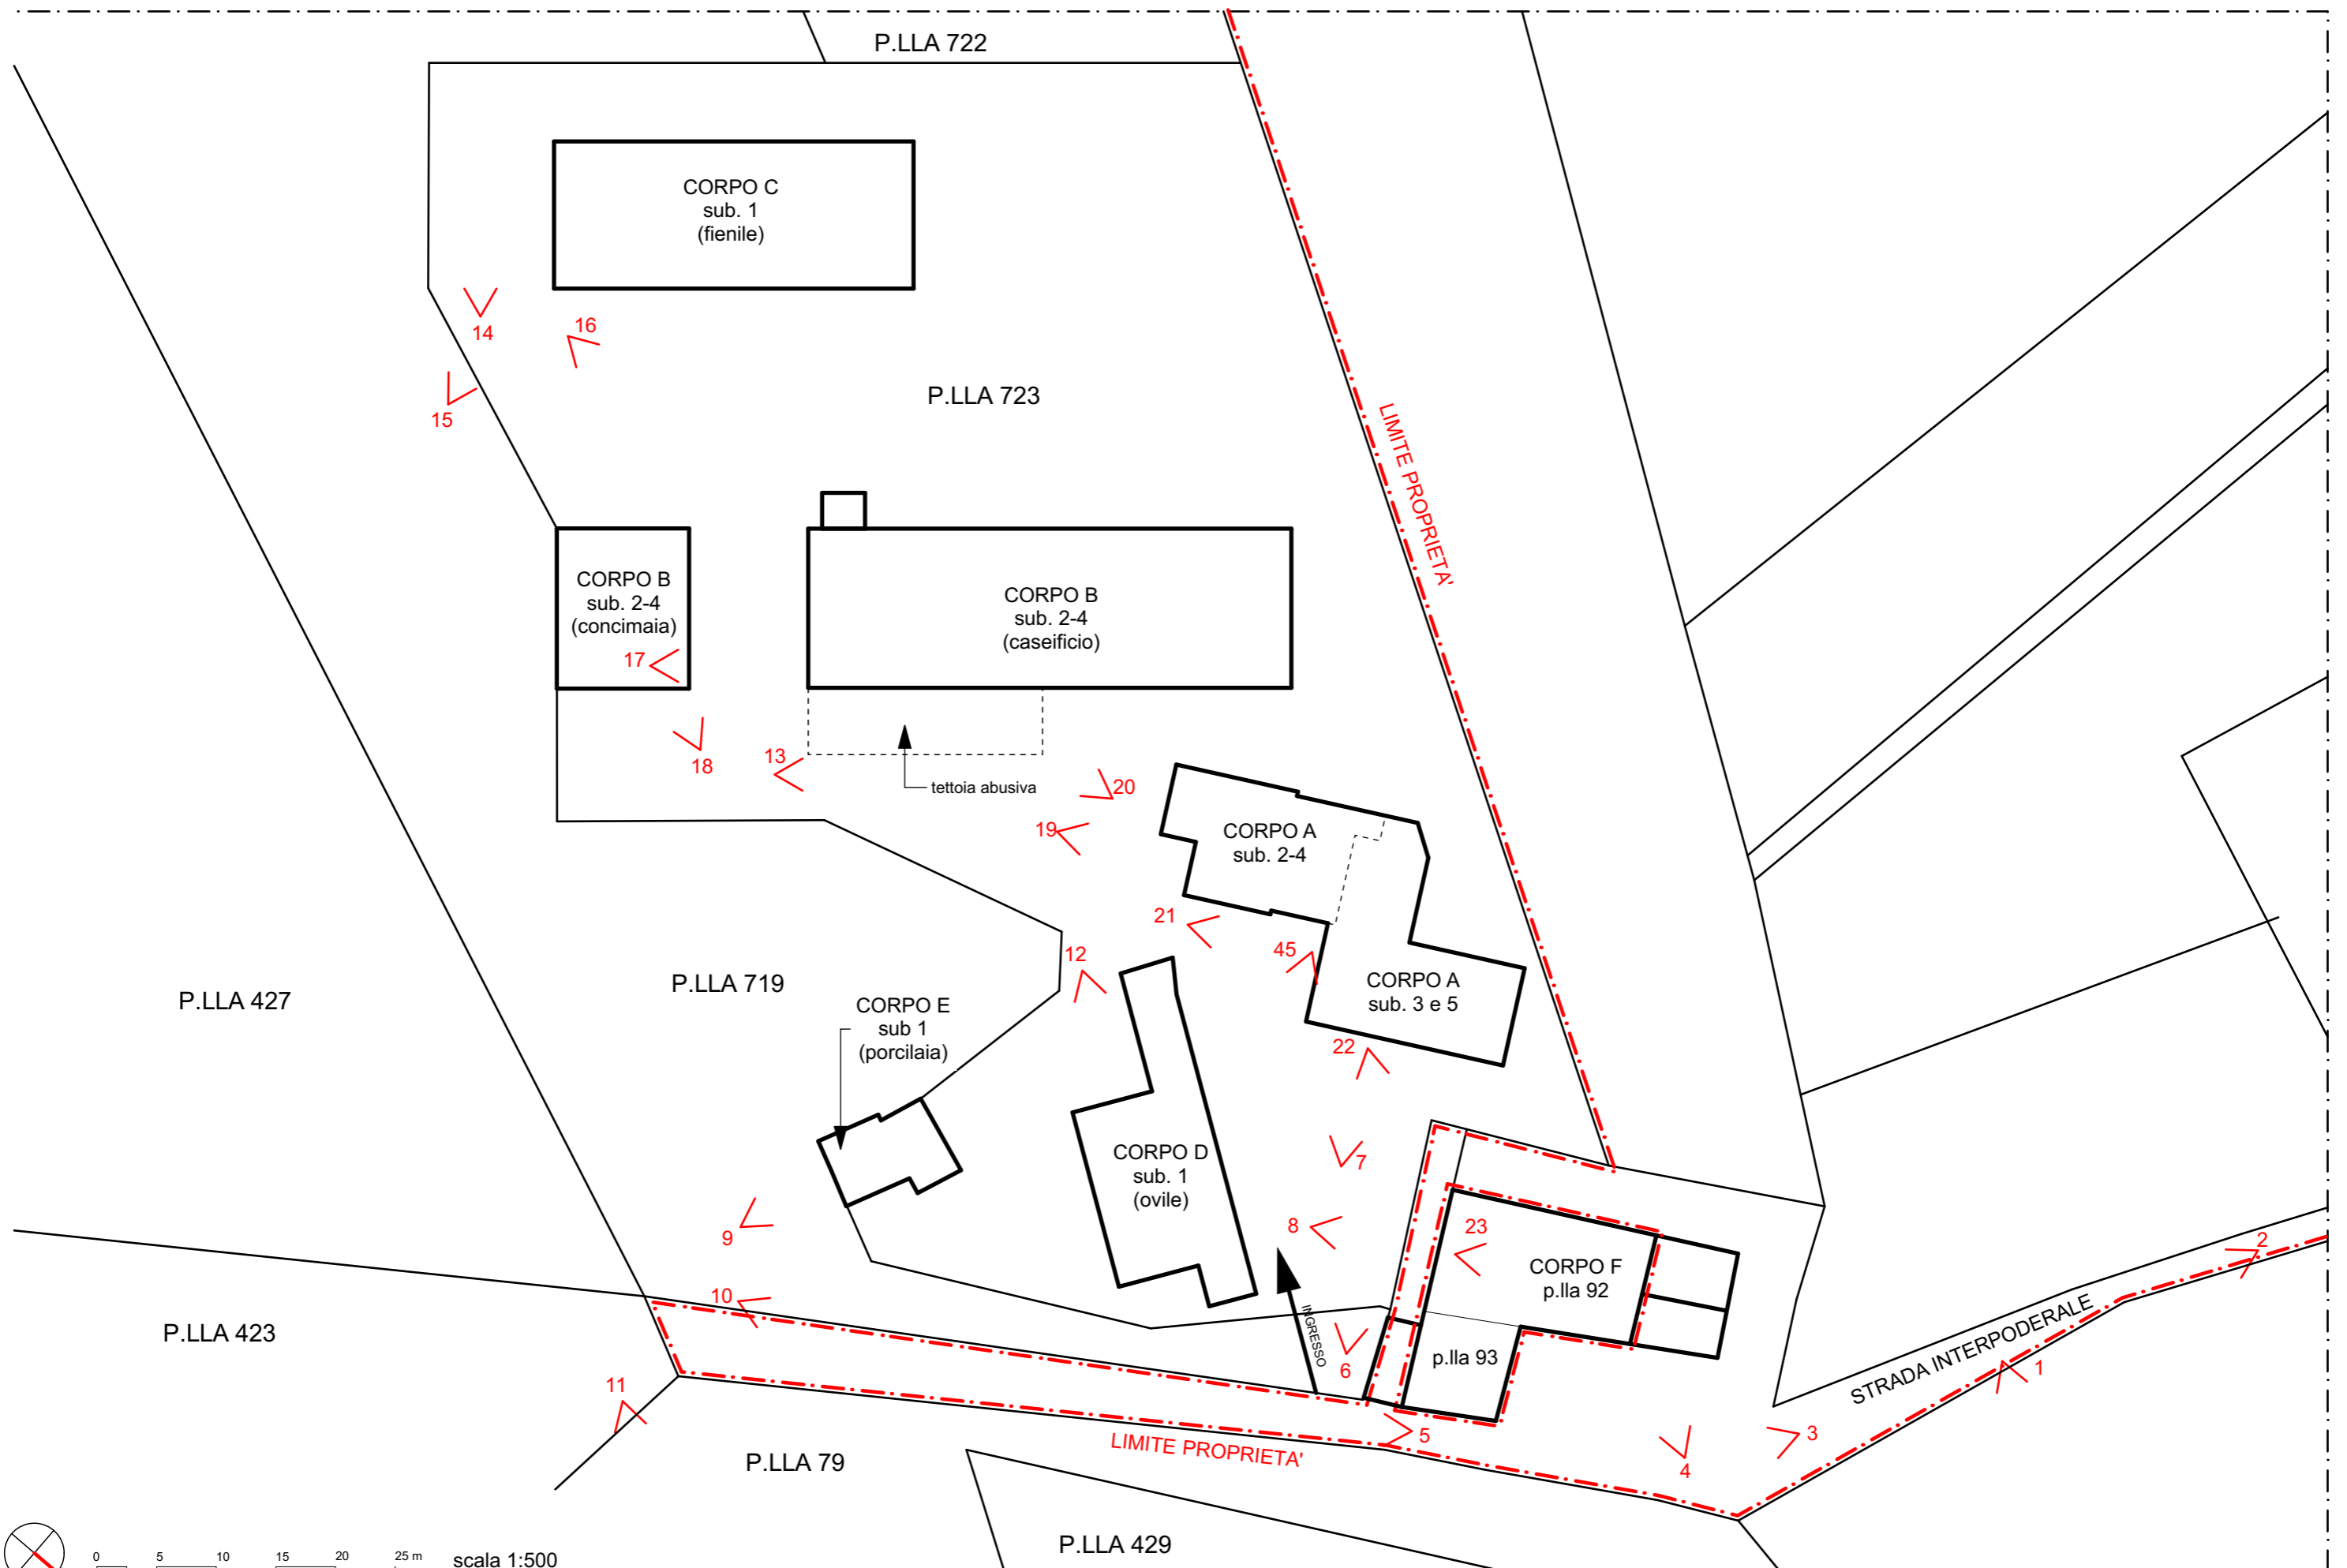 P.LLA 722
CORPO C
sub. 1
(fienile)
14
16
15
P.LLA 723
LIMITE PROPRIETA'
CORPO B
sub. 2-4
(concimaia)
17
CORPO B
sub. 2-4
(caseificio)
18
13
tettoia abusiva
20
19
CORPO A
sub. 2-4
21
45
12
CORPO A
sub. 3 e 5
22
P.LLA 427
P.LLA 719
CORPO E
sub 1
(porcilaia)
CORPO D
sub. 1
(ovile)
7
8
23
9
CORPO F
p.lla 92
2
10
INGRESSO
P.LLA 423
6
p.lla 93
STRADA INTERPODERALE
1
11
5
3
LIMITE PROPRIETA'
4
P.LLA 79
P.LLA 429
0
5
10
15
20
25 m
scala 1:500